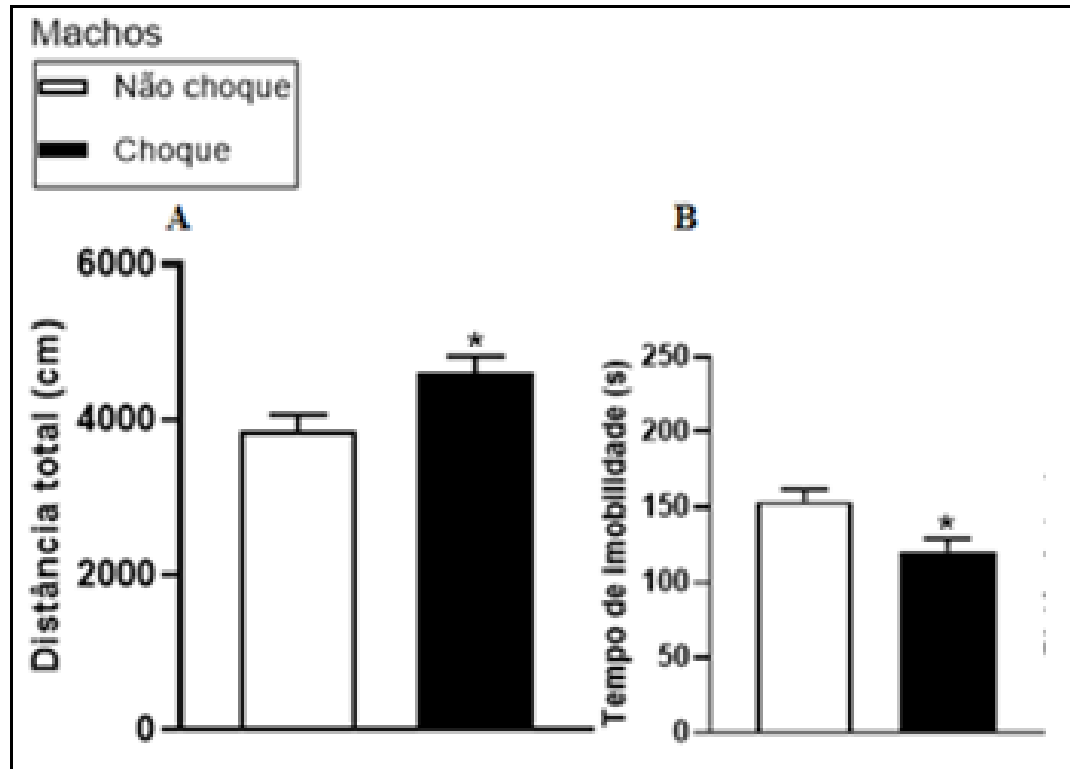 Machos
Não choque
Choque
A
Distância total (cm)
6000
4000
2000
0
*
B
Tempo de Imobilidade (s)
250
200
150
100
50
0
*